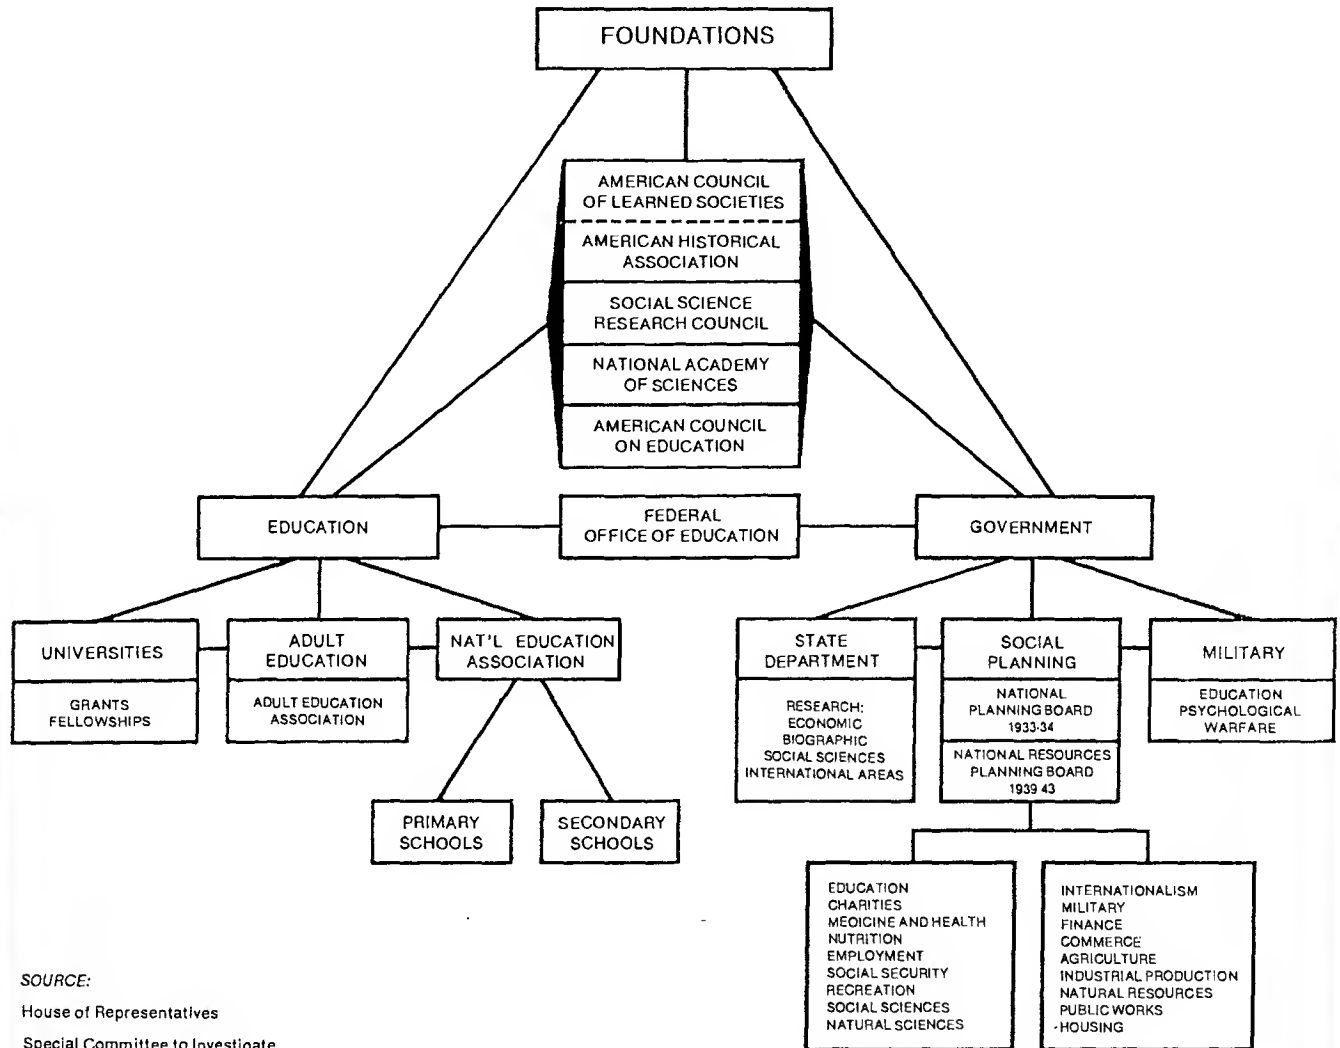 FOUNDATIONS
AMERICAN COUNCIL
OF LEARNED SOCIETIES
AMERICAN HISTORICAL
ASSOCIATION
SOCIAL SCIENCE
RESEARCH COUNCIL
NATIONAL ACADEMY
OF SCIENCES
AMERICAN COUNCIL
ON EDUCATION
EDUCATION
FEDERAL
OFFICE OF EDUCATION
GOVERNMENT
UNIVERSITIES
GRANTS
FELLOWSHIPS
ADULT
EDUCATION
ADULT EDUCATION
ASSOCIATION
NAT'L EDUCATION
ASSOCIATION
PRIMARY
SCHOOLS
SECONDARY
SCHOOLS
STATE
DEPARTMENT
RESEARCH:
ECONOMIC
BIOGRAPHIC
SOCIAL SCIENCES
INTERNATIONAL AREAS
SOCIAL
PLANNING
NATIONAL
PLANNING BOARD
1933-34
NATIONAL RESOURCES
PLANNING BOARD
1939 43
MILITARY
EDUCATION
PSYCHOLOGICAL
WARFARE
EDUCATION
CHARITIES
MEDICINE AND HEALTH
NUTRITION
EMPLOYMENT
SOCIAL SECURITY
RECREATION
SOCIAL SCIENCES
NATURAL SCIENCES
INTERNATIONALISM
MILITARY
FINANCE
COMMERCE
AGRICULTURE
INDUSTRIAL PRODUCTION
NATURAL RESOURCES
PUBLIC WORKS
HOUSING
SOURCE:
House of Representatives
Special Committee to Investigate